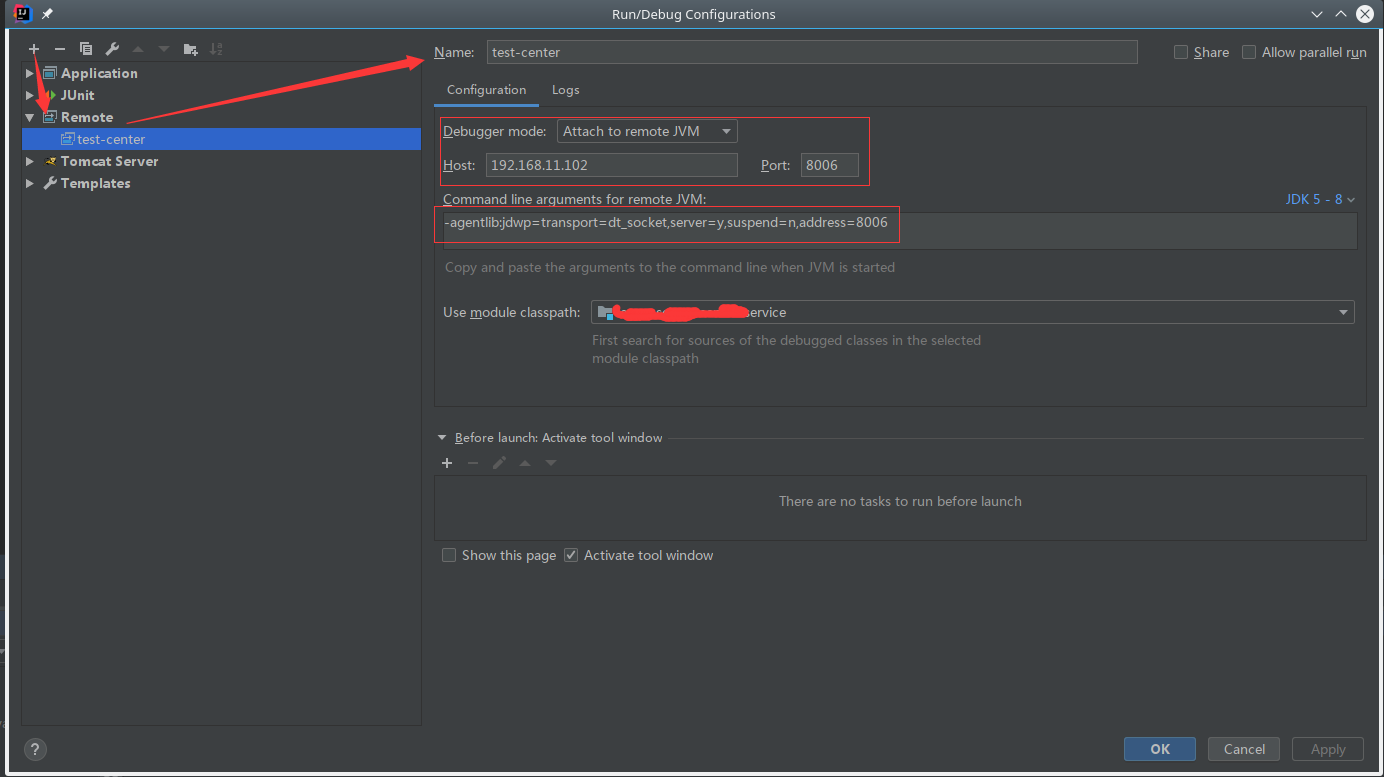 Run/Debug Configurations
Name: test-center
Share
Allow parallel run
Application
JUnit
Remote
test-center
Tomcat Server
Templates
Configuration Logs
Debugger mode: Attach to remote JVM
Host: 192.168.11.102 Port: 8006
Command line arguments for remote JVM: JDK 5 - 8
-agentlib:jdwp=transport=dt_socket,server=y,suspend=n,address=8006
Copy and paste the arguments to the command line when JVM is started
Use module classpath: service
First search for sources of the debugged classes in the selected
module classpath
Before launch: Activate tool window
There are no tasks to run before launch
Show this page Activate tool window
? OK Cancel Apply